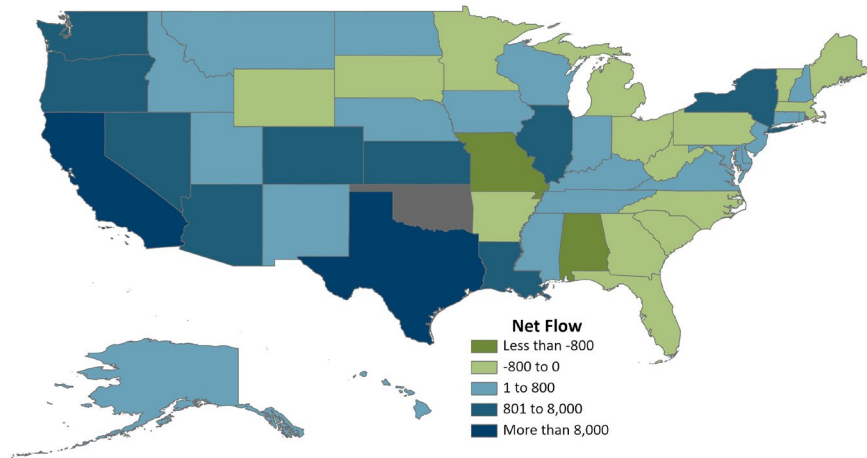 Net Flow
Less than -800
-800 to 0
1 to 800
801 to 8,000
More than 8,000